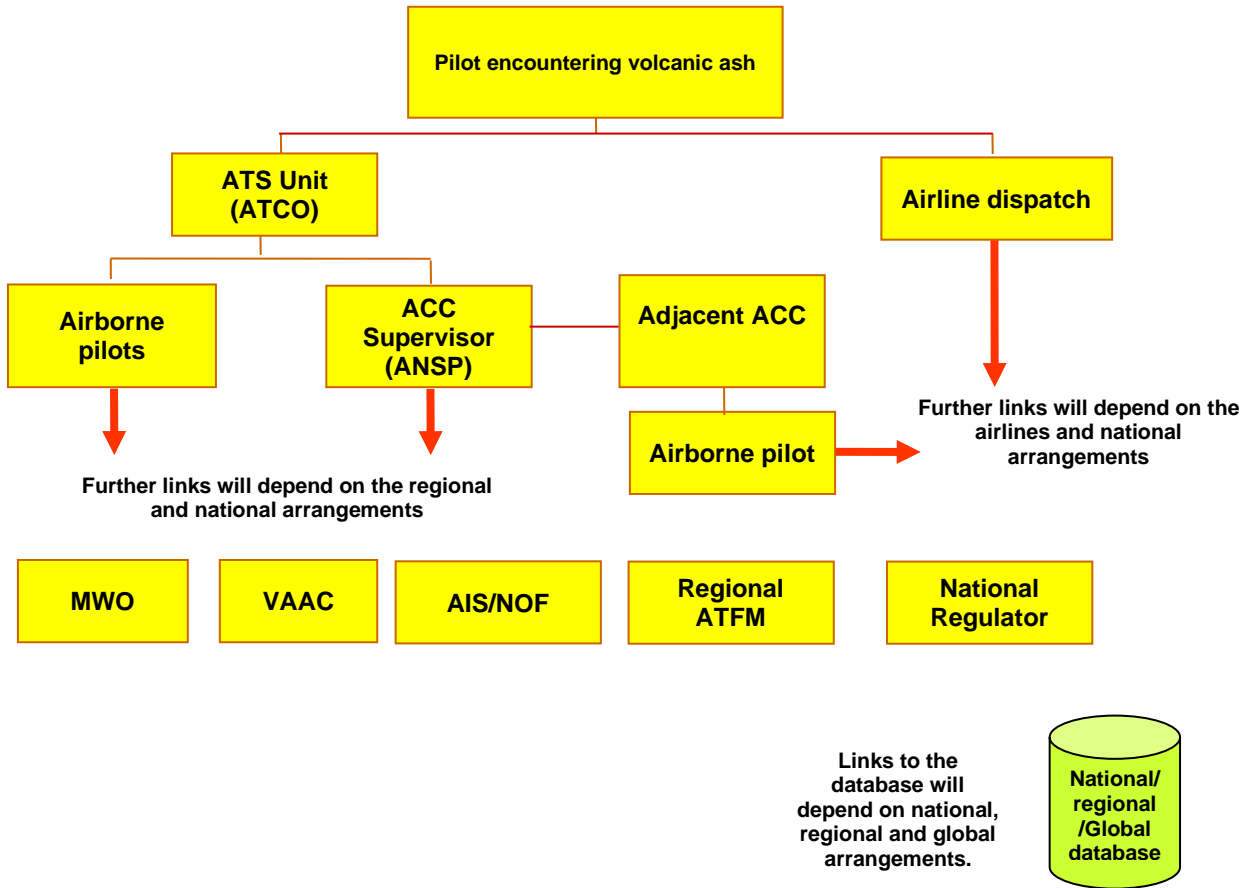 Pilot encountering volcanic ash
ATS Unit
(ATCO)
Airline dispatch
Airborne
pilots
ACC
Supervisor
(ANSP)
Adjacent ACC
Airborne pilot
Further links will depend on the
airlines and national
arrangements
Further links will depend on the regional
and national arrangements
MWO
VAAC
AIS/NOF
Regional
ATFM
National
Regulator
Links to the
database will
depend on national,
regional and global
arrangements.
National/
regional
/Global
database